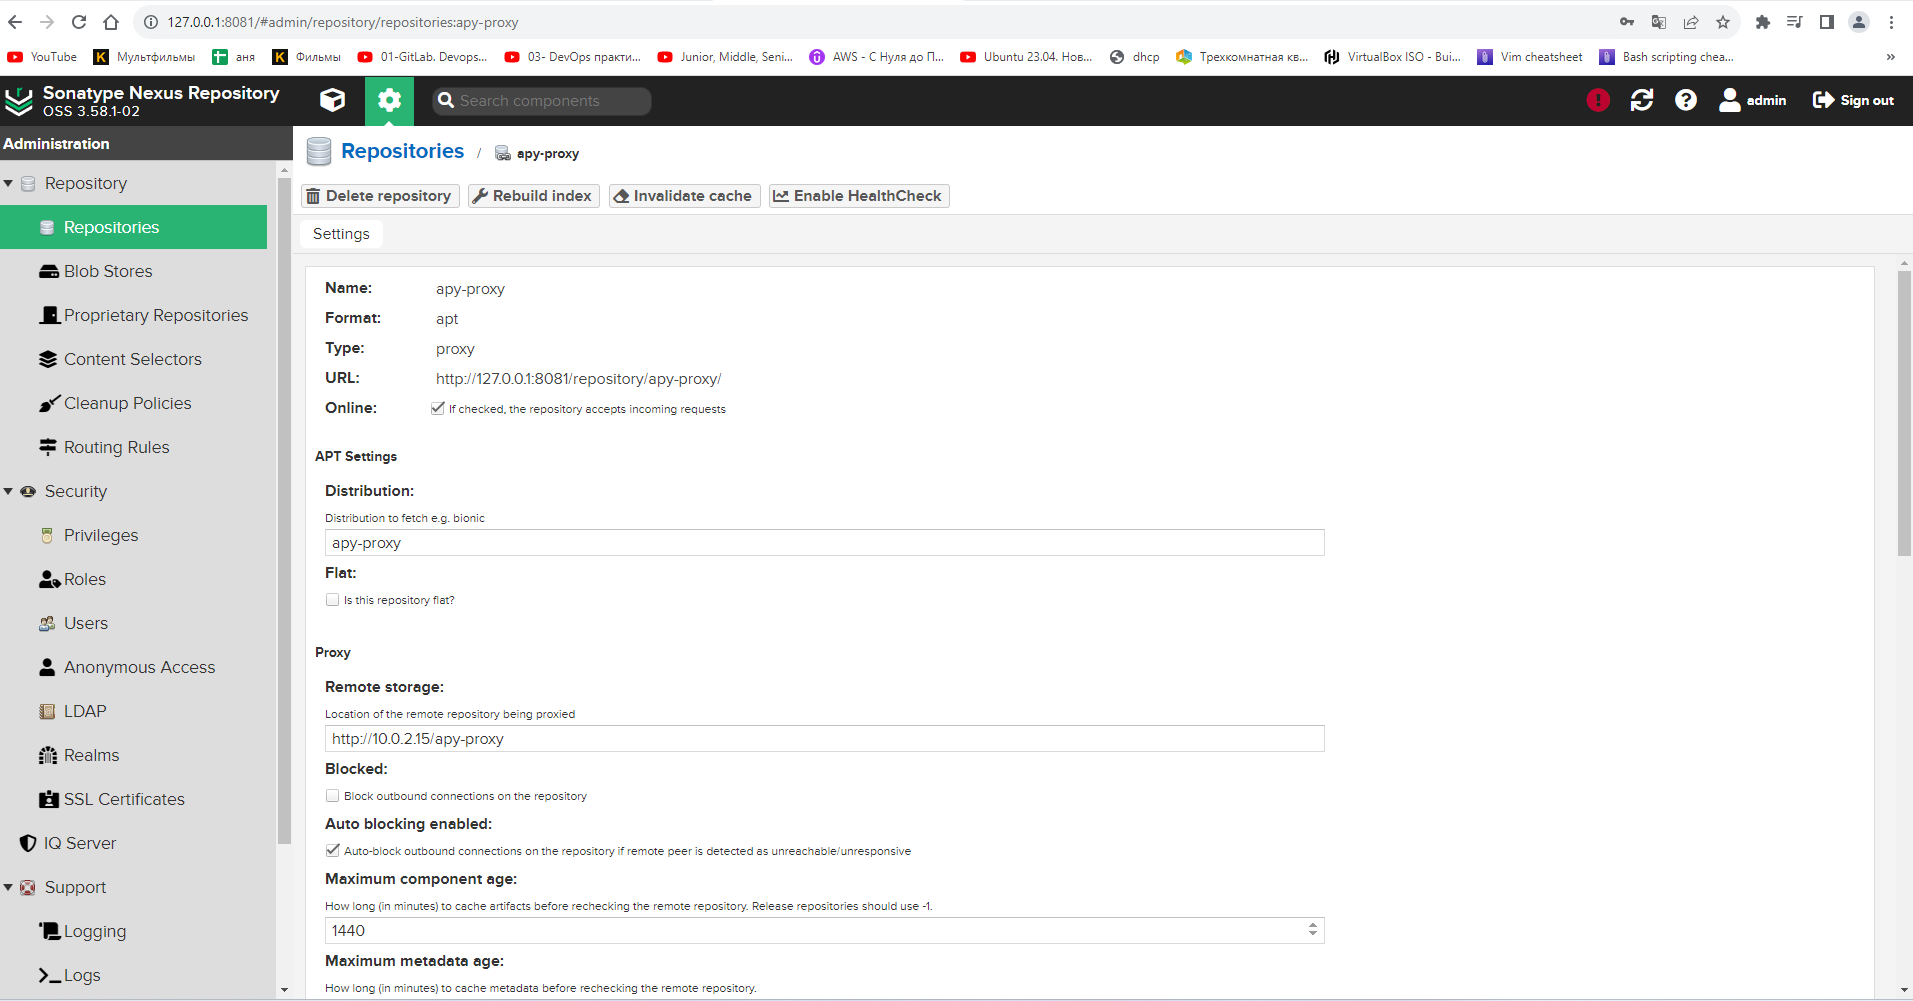 127.0.0.1:8081/#admin/repository/repositories:apy-proxy
YouTube
Мультфильмы
аня
Фильмы
01-GitLab. Devops...
03- DevOps практи...
Junior, Middle, Seni...
AWS - С Нуля до П...
Ubuntu 23.04. Нов...
dhcp
Трехкомнатная кв...
VirtualBox ISO - Bui...
Vim cheatsheet
Bash scripting chea...
»
Sonatype Nexus Repository
OSS 3.58.1-02
Search components
admin
Sign out
Administration
Repository
Repositories
Blob Stores
Proprietary Repositories
Content Selectors
Cleanup Policies
Routing Rules
Security
Privileges
Roles
Users
Anonymous Access
LDAP
Realms
SSL Certificates
IQ Server
Support
Logging
Logs
Repositories / apy-proxy
Delete repository
Rebuild index
Invalidate cache
Enable HealthCheck
Settings
Name: apy-proxy
Format: apt
Type: proxy
URL: http://127.0.0.1:8081/repository/apy-proxy/
Online: If checked, the repository accepts incoming requests
APT Settings
Distribution:
Distribution to fetch e.g. bionic
apy-proxy
Flat:
Is this repository flat?
Proxy
Remote storage:
Location of the remote repository being proxied
http://10.0.2.15/apy-proxy
Blocked:
Block outbound connections on the repository
Auto blocking enabled:
Auto-block outbound connections on the repository if remote peer is detected as unreachable/unresponsive
Maximum component age:
How long (in minutes) to cache artifacts before rechecking the remote repository. Release repositories should use -1.
1440
Maximum metadata age:
How long (in minutes) to cache metadata before rechecking the remote repository.